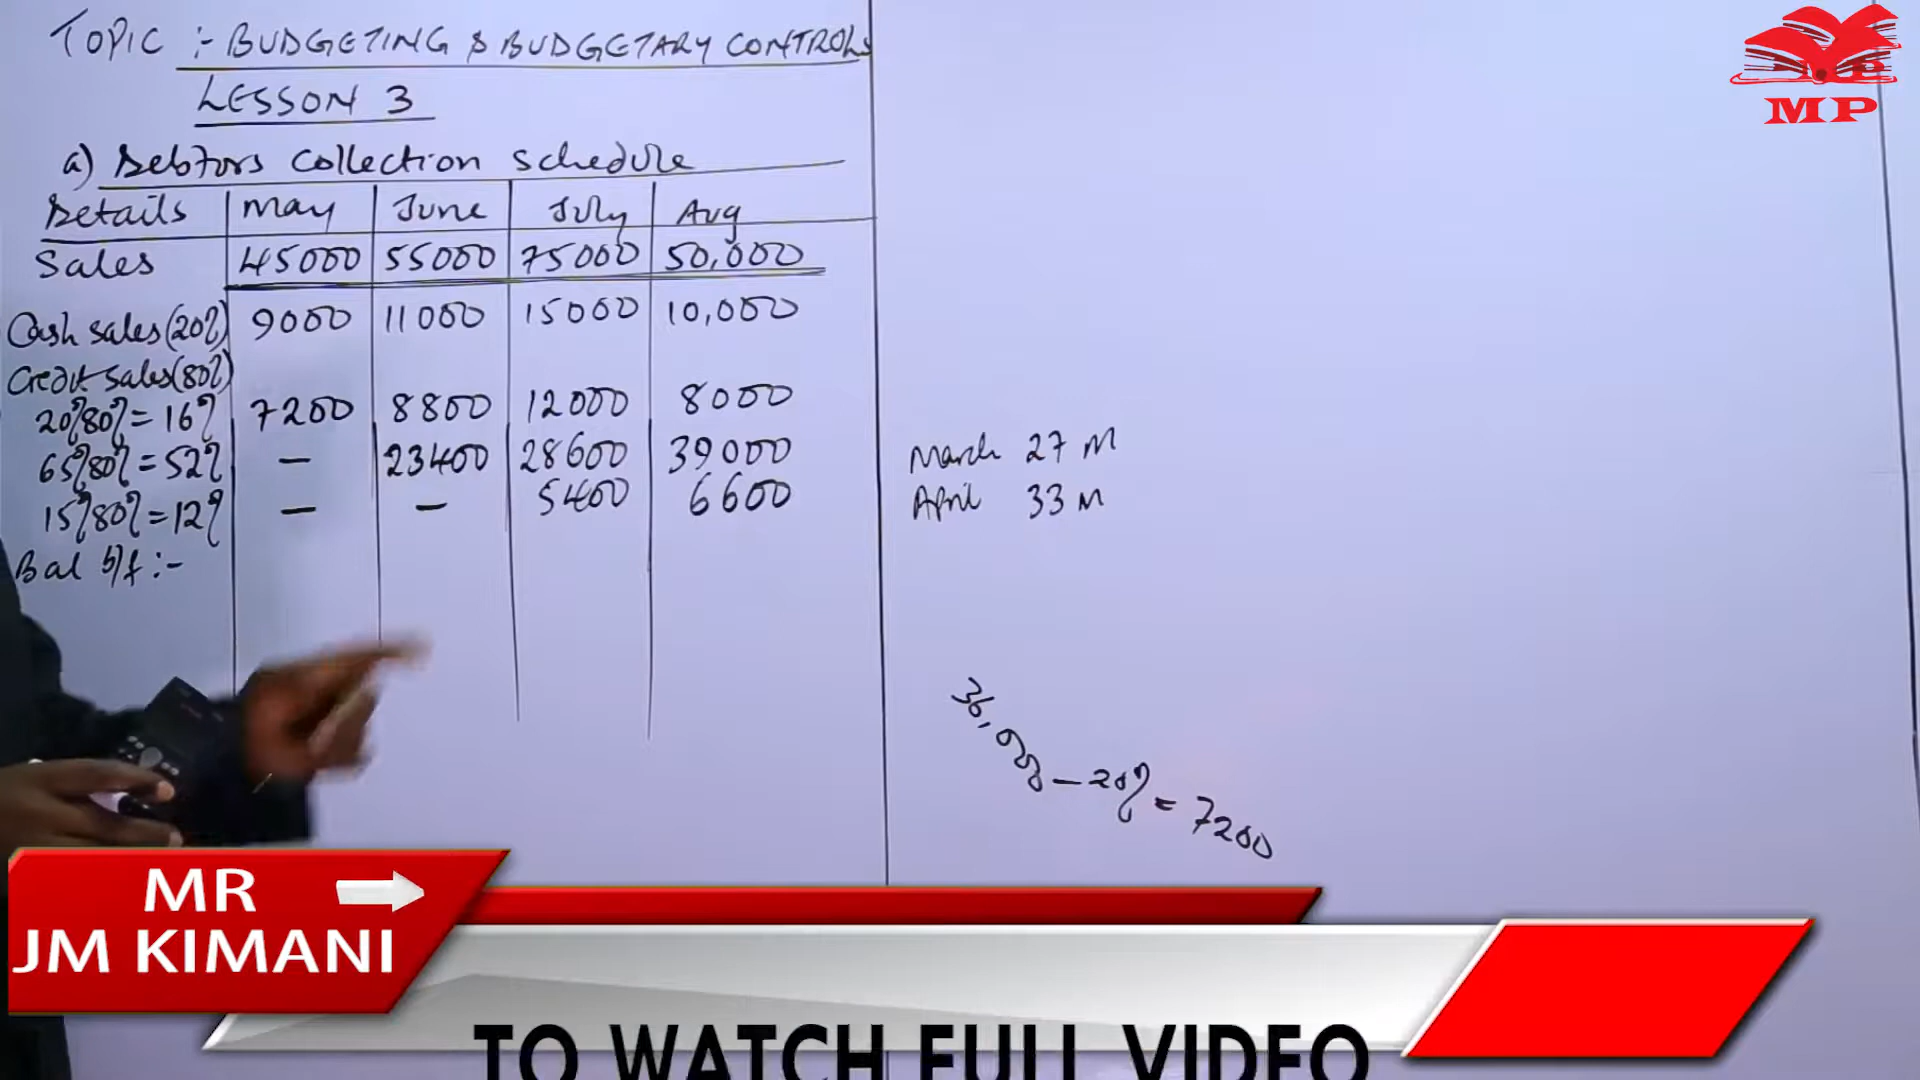 TOPIC :- BUDGETING & BUDGETARY CONTROLS
LESSON 3
a) Debtors Collection Schedule
Details May June July Aug
Sales 45000 55000 75000 50,000
Cash sales (20%) 9000 11000 15000 10,000
Credit sales (80%)
20%80% = 16% 7200 8800 12000 8000
65%80% = 52% – 23400 28600 39000
15%80% = 12% – – 5400 6600
Bal b/f :-
March 27 M
April 33 M
36,000 – 20% = 7200
MP
MR
JM KIMANI
TO WATCH FULL VIDEO